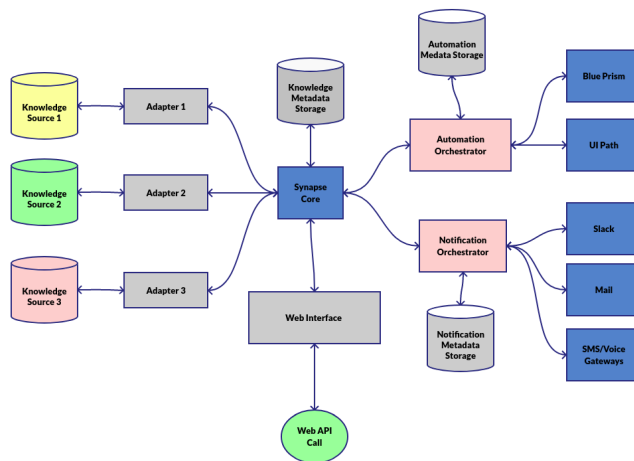 Automation
Medata Storage
Blue Prism
Knowledge
Source 1
Adapter 1
Knowledge
Metadata
Storage
Automation
Orchestrator
UI Path
Knowledge
Source 2
Adapter 2
Synapse
Core
Slack
Notification
Orchestrator
Knowledge
Source 3
Adapter 3
Mail
Web Interface
Notification
Metadata
Storage
SMS/Voice
Gateways
Web API
Call